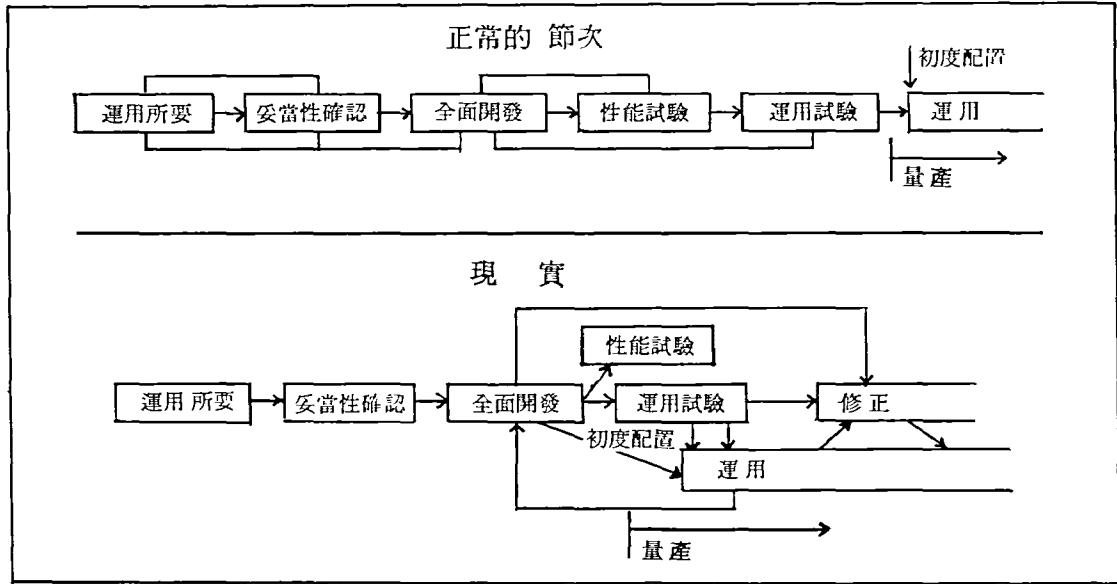 正常的 節次
初度配置
運用所要
妥當性確認
全面開發
性能試驗
運用試驗
運用
量產
現 實
性能試驗
運用所要
妥當性確認
全面開發
運用試驗
修正
初度配置
運用
量產